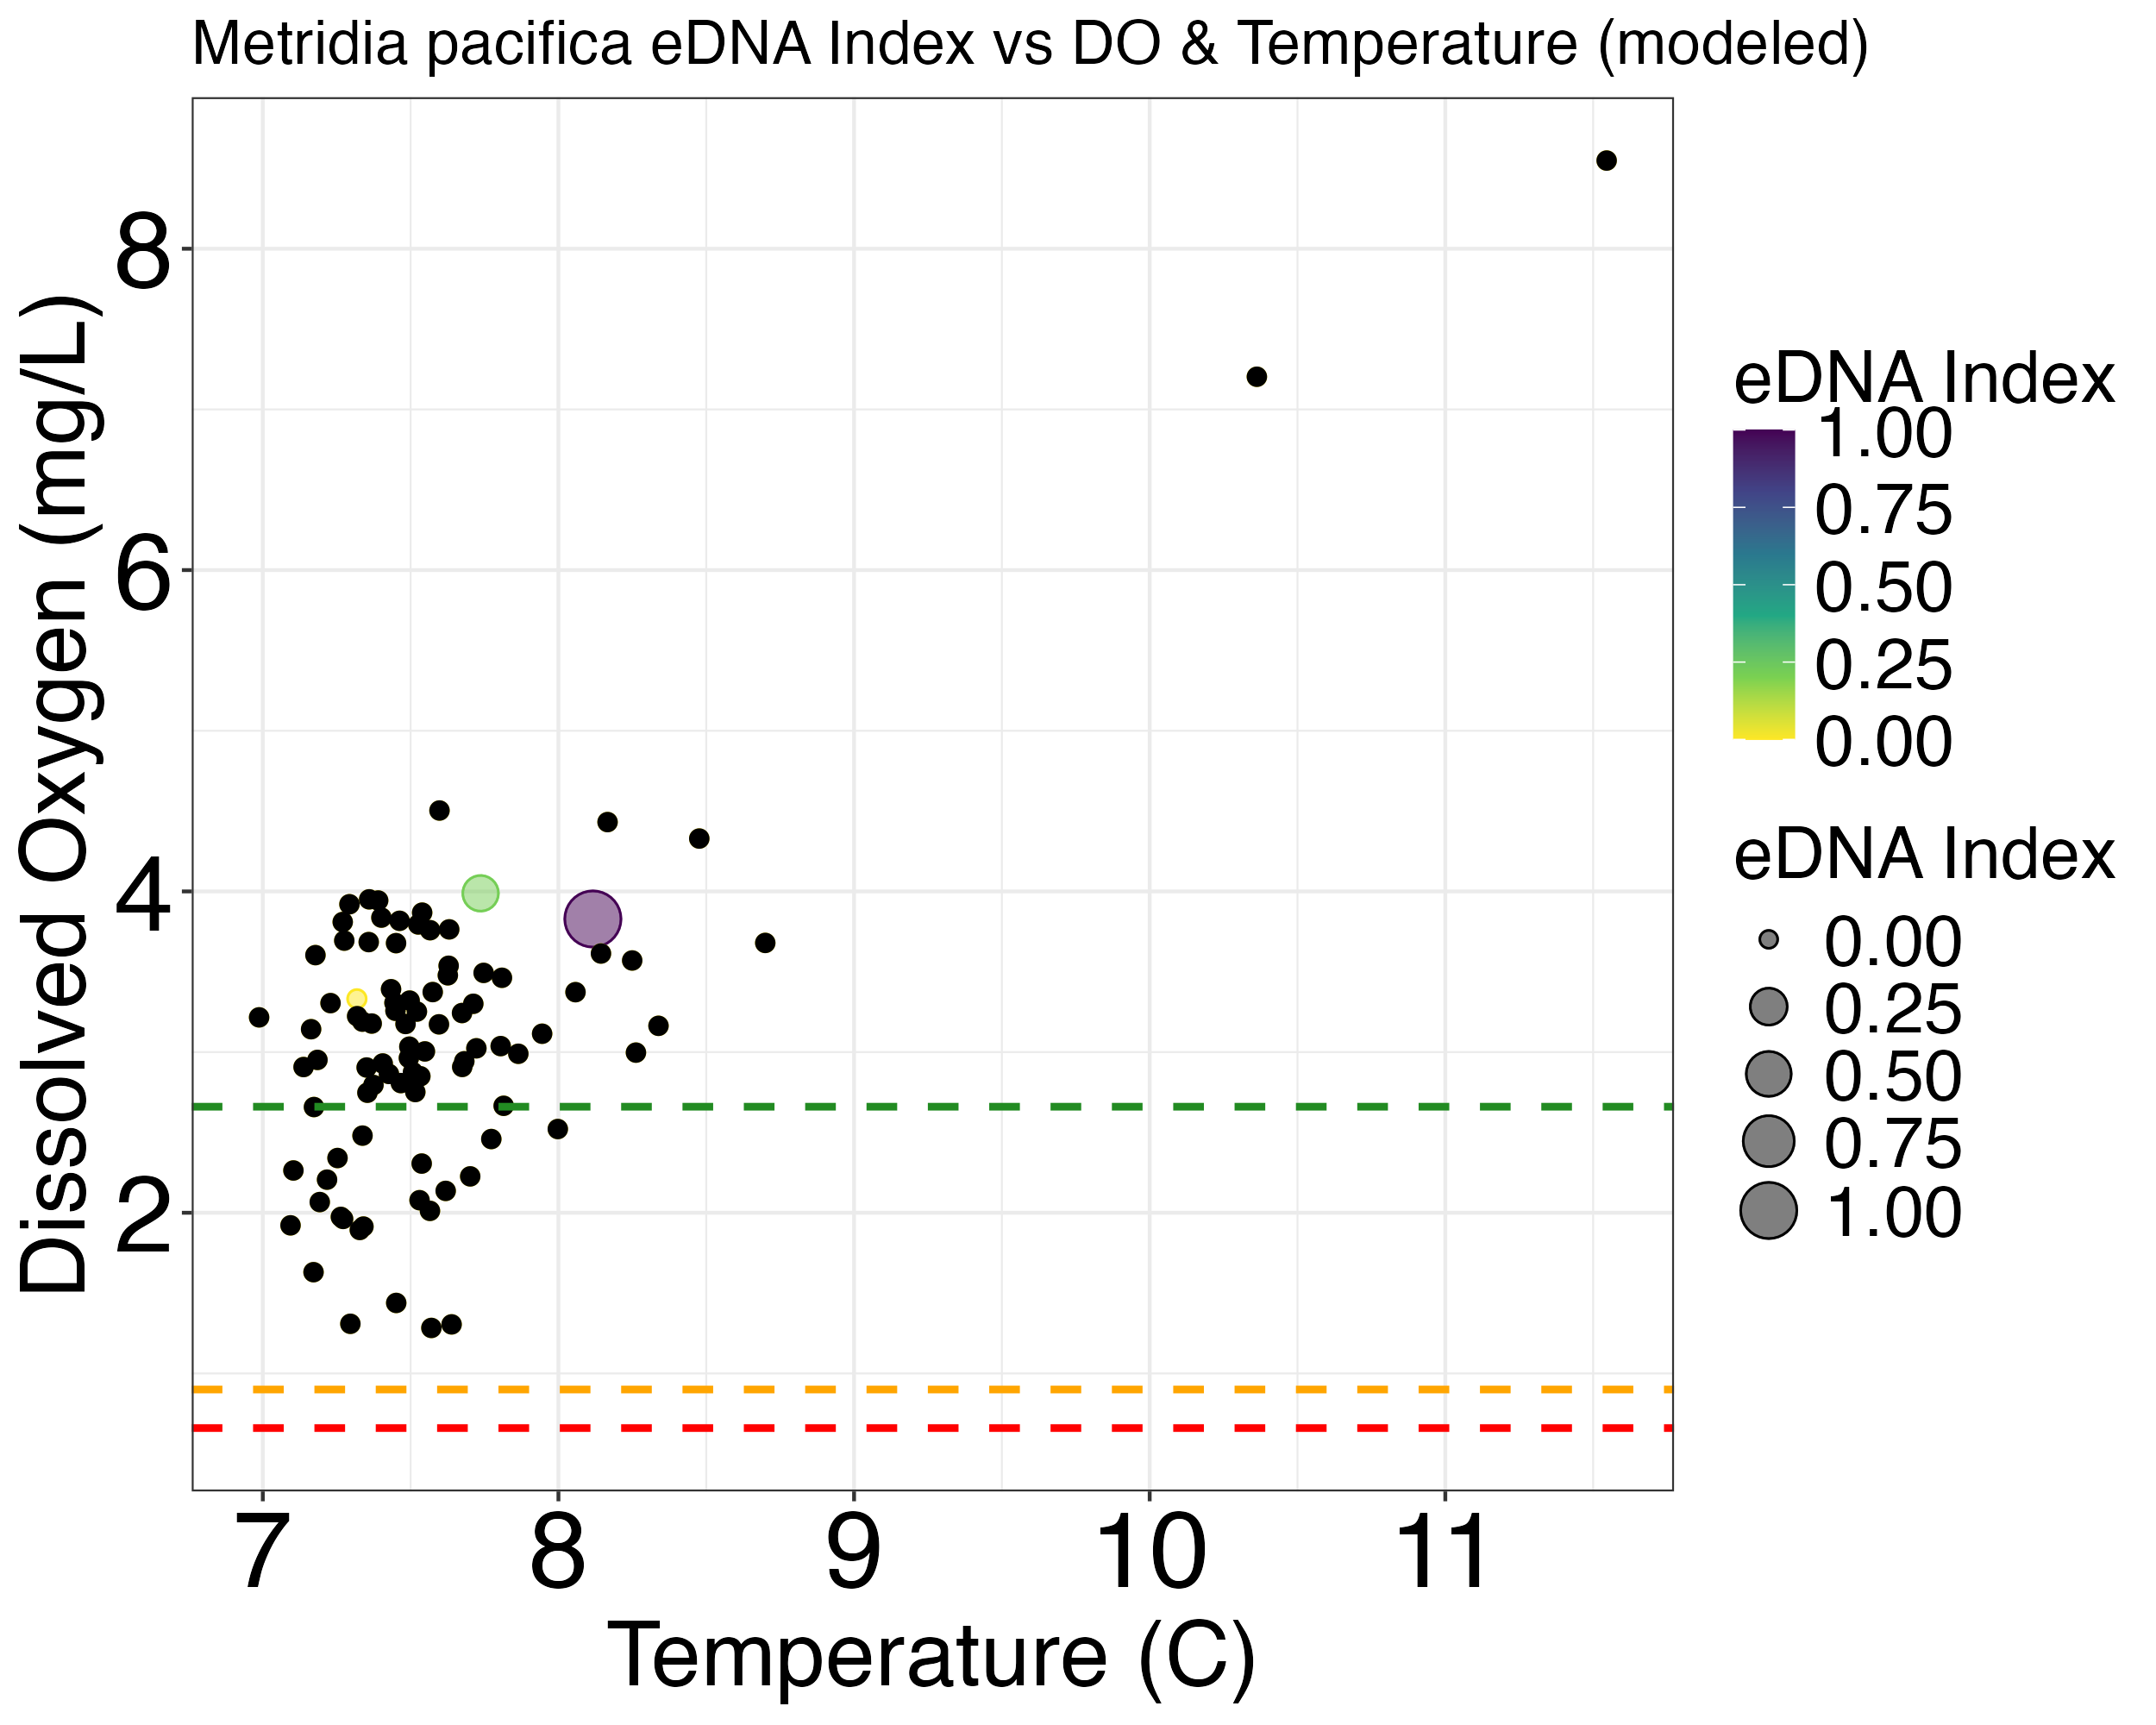 Metridia pacifica eDNA Index vs DO & Temperature (modeled)
Dissolved Oxygen (mg/L)
8
6
4
2
7 8 9 10 11
Temperature (C)
eDNA Index
1.00
0.75
0.50
0.25
0.00
eDNA Index
0.00
0.25
0.50
0.75
1.00